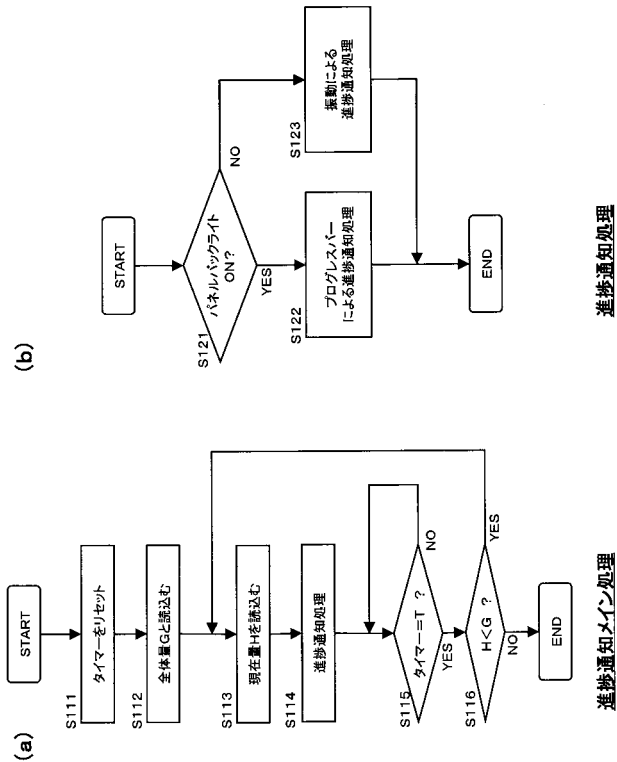 (a)
START
S111
タイマーをリセット
S112
全体量Gと読込む
S113
現在量Hを読込む
S114
進捗通知処理
S115
タイマー=T ?
NO
YES
S116
H<G ?
YES
NO
END
進捗通知メイン処理
(b)
START
S121
パネルバックライト
ON?
NO
YES
S122
プログレスバー
による進捗通知処理
S123
振動による
進捗通知処理
END
進捗通知処理